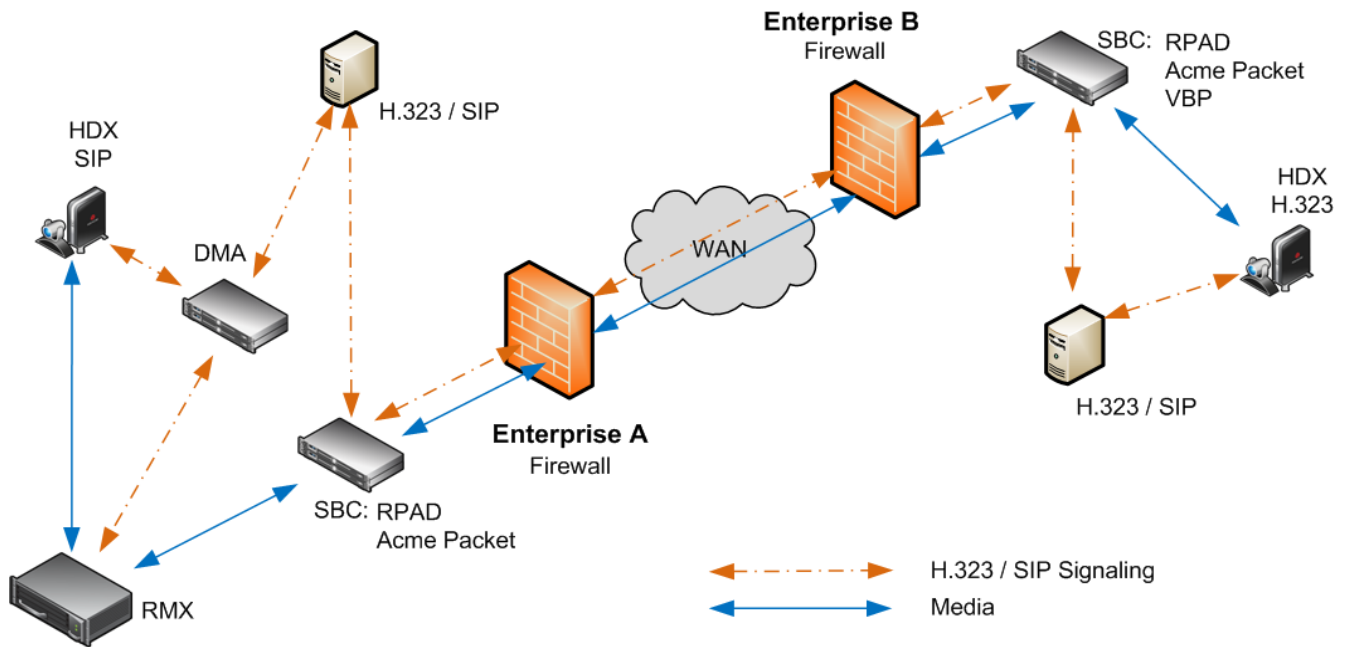 Enterprise B
Firewall
SBC: RPAD
Acme Packet
VBP
H.323 / SIP
HDX
SIP
HDX
H.323
DMA
WAN
H.323 / SIP
Enterprise A
Firewall
SBC: RPAD
Acme Packet
H.323 / SIP Signaling
Media
RMX